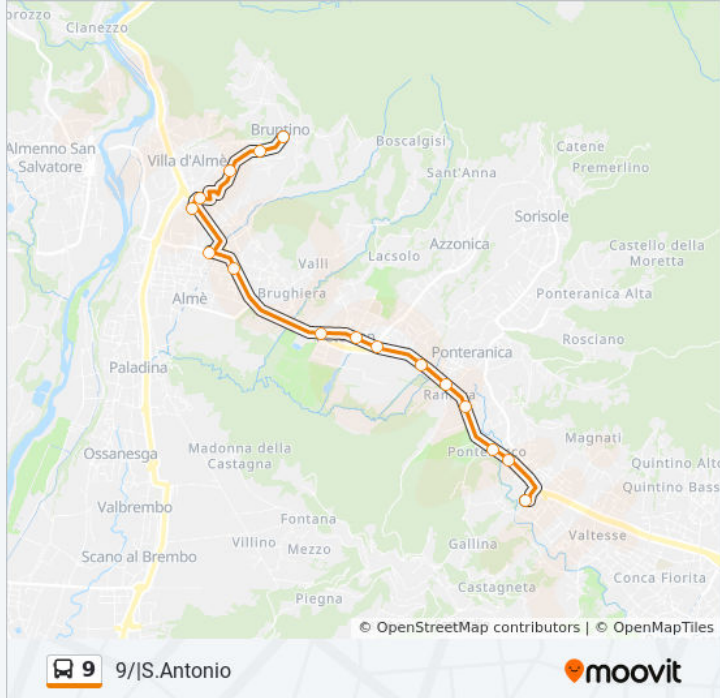 Clanezzo
Bruntino
Almenno San
Salvatore
Villa d'Almè
Boscalgisi
Catene
Premerlino
Sant'Anna
Sorisole
Azzonica
Castello della
Moretta
Valli
Lacsolo
Almè
Brughiera
Ponteranica Alta
Rosciano
Ponteranica
Paladina
Madonna della
Castagna
Magnati
Ossanesga
Quintino Alto
Quintino Bass
Valbrembo
Fontana
Valtesse
Villino
Mezzo
Gallina
Scano al Brembo
Castagneta
Conca Fiorita
Piegna
© OpenStreetMap contributors | © OpenMapTiles
9 9/|S.Antonio
moovit